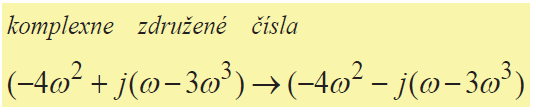 komplexne združené čísla
(−4ω² + j(ω−3ω³) → (−4ω² − j(ω−3ω³)